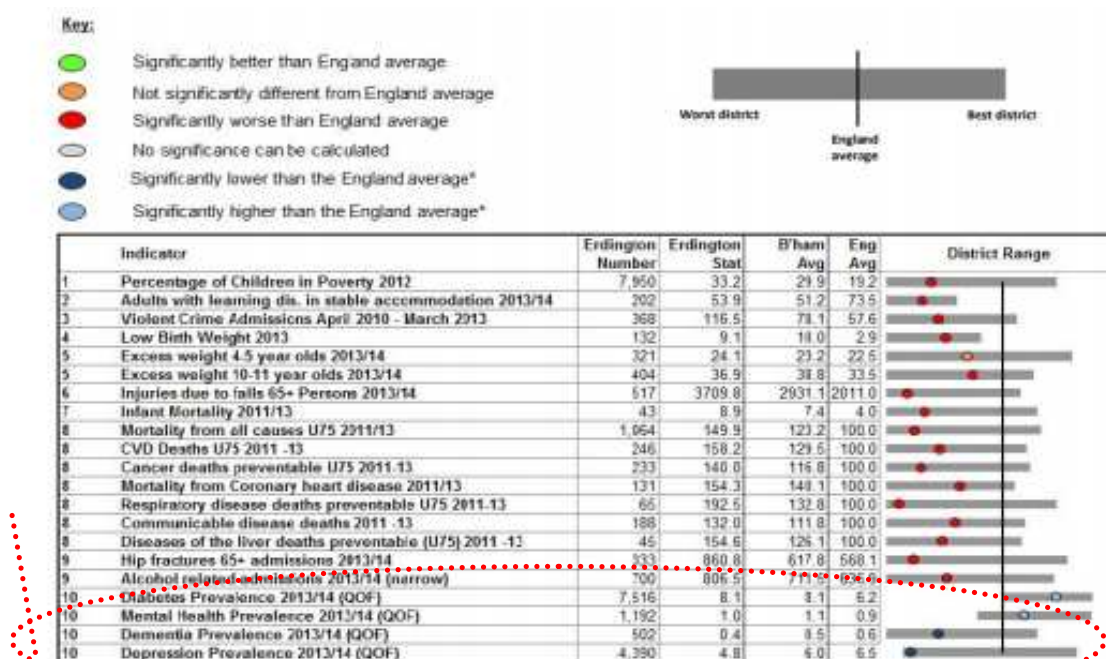 Key:
Significantly better than England average
Not significantly different from England average
Significantly worse than England average
No significance can be calculated
Significantly lower than the England average*
Significantly higher than the England average*
Worst district
Best district
England
average
Indicator Erdington Number Erdington Stat B'ham Avg Eng Avg District Range
1 Percentage of Children in Poverty 2012 7,950 33.2 29.9 19.2
2 Adults with learning dis. in stable accommodation 2013/14 202 53.9 51.2 73.5
3 Violent Crime Admissions April 2010 - March 2013 368 116.5 78.1 57.6
4 Low Birth Weight 2013 132 9.1 10.0 2.9
5 Excess weight 4-5 year olds 2013/14 321 24.1 23.2 22.5
5 Excess weight 10-11 year olds 2013/14 404 36.9 38.8 33.5
6 Injuries due to falls 65+ Persons 2013/14 517 3709.8 2931.1 2011.0
7 Infant Mortality 2011/13 43 8.9 7.4 4.0
8 Mortality from all causes U75 2011/13 1,064 149.9 123.2 100.0
8 CVD Deaths U75 2011 -13 246 158.2 129.5 100.0
8 Cancer deaths preventable U75 2011-13 233 140.0 116.8 100.0
8 Mortality from Coronary heart disease 2011/13 131 154.3 140.1 100.0
8 Respiratory disease deaths preventable U75 2011-13 65 192.5 132.8 100.0
8 Communicable disease deaths 2011 -13 188 132.0 111.8 100.0
8 Diseases of the liver deaths preventable (U75) 2011 -13 45 154.6 126.1 100.0
9 Hip fractures 65+ admissions 2013/14 333 860.8 617.8 568.1
9 Alcohol related admissions 2013/14 (narrow) 700 806.5
10 Diabetes Prevalence 2013/14 (QOF) 7,516 8.1 8.1 6.2
10 Mental Health Prevalence 2013/14 (QOF) 1,192 1.0 1.1 0.9
10 Dementia Prevalence 2013/14 (QOF) 502 0.4 0.5 0.6
10 Depression Prevalence 2013/14 (QOF) 4,390 4.8 6.0 6.5